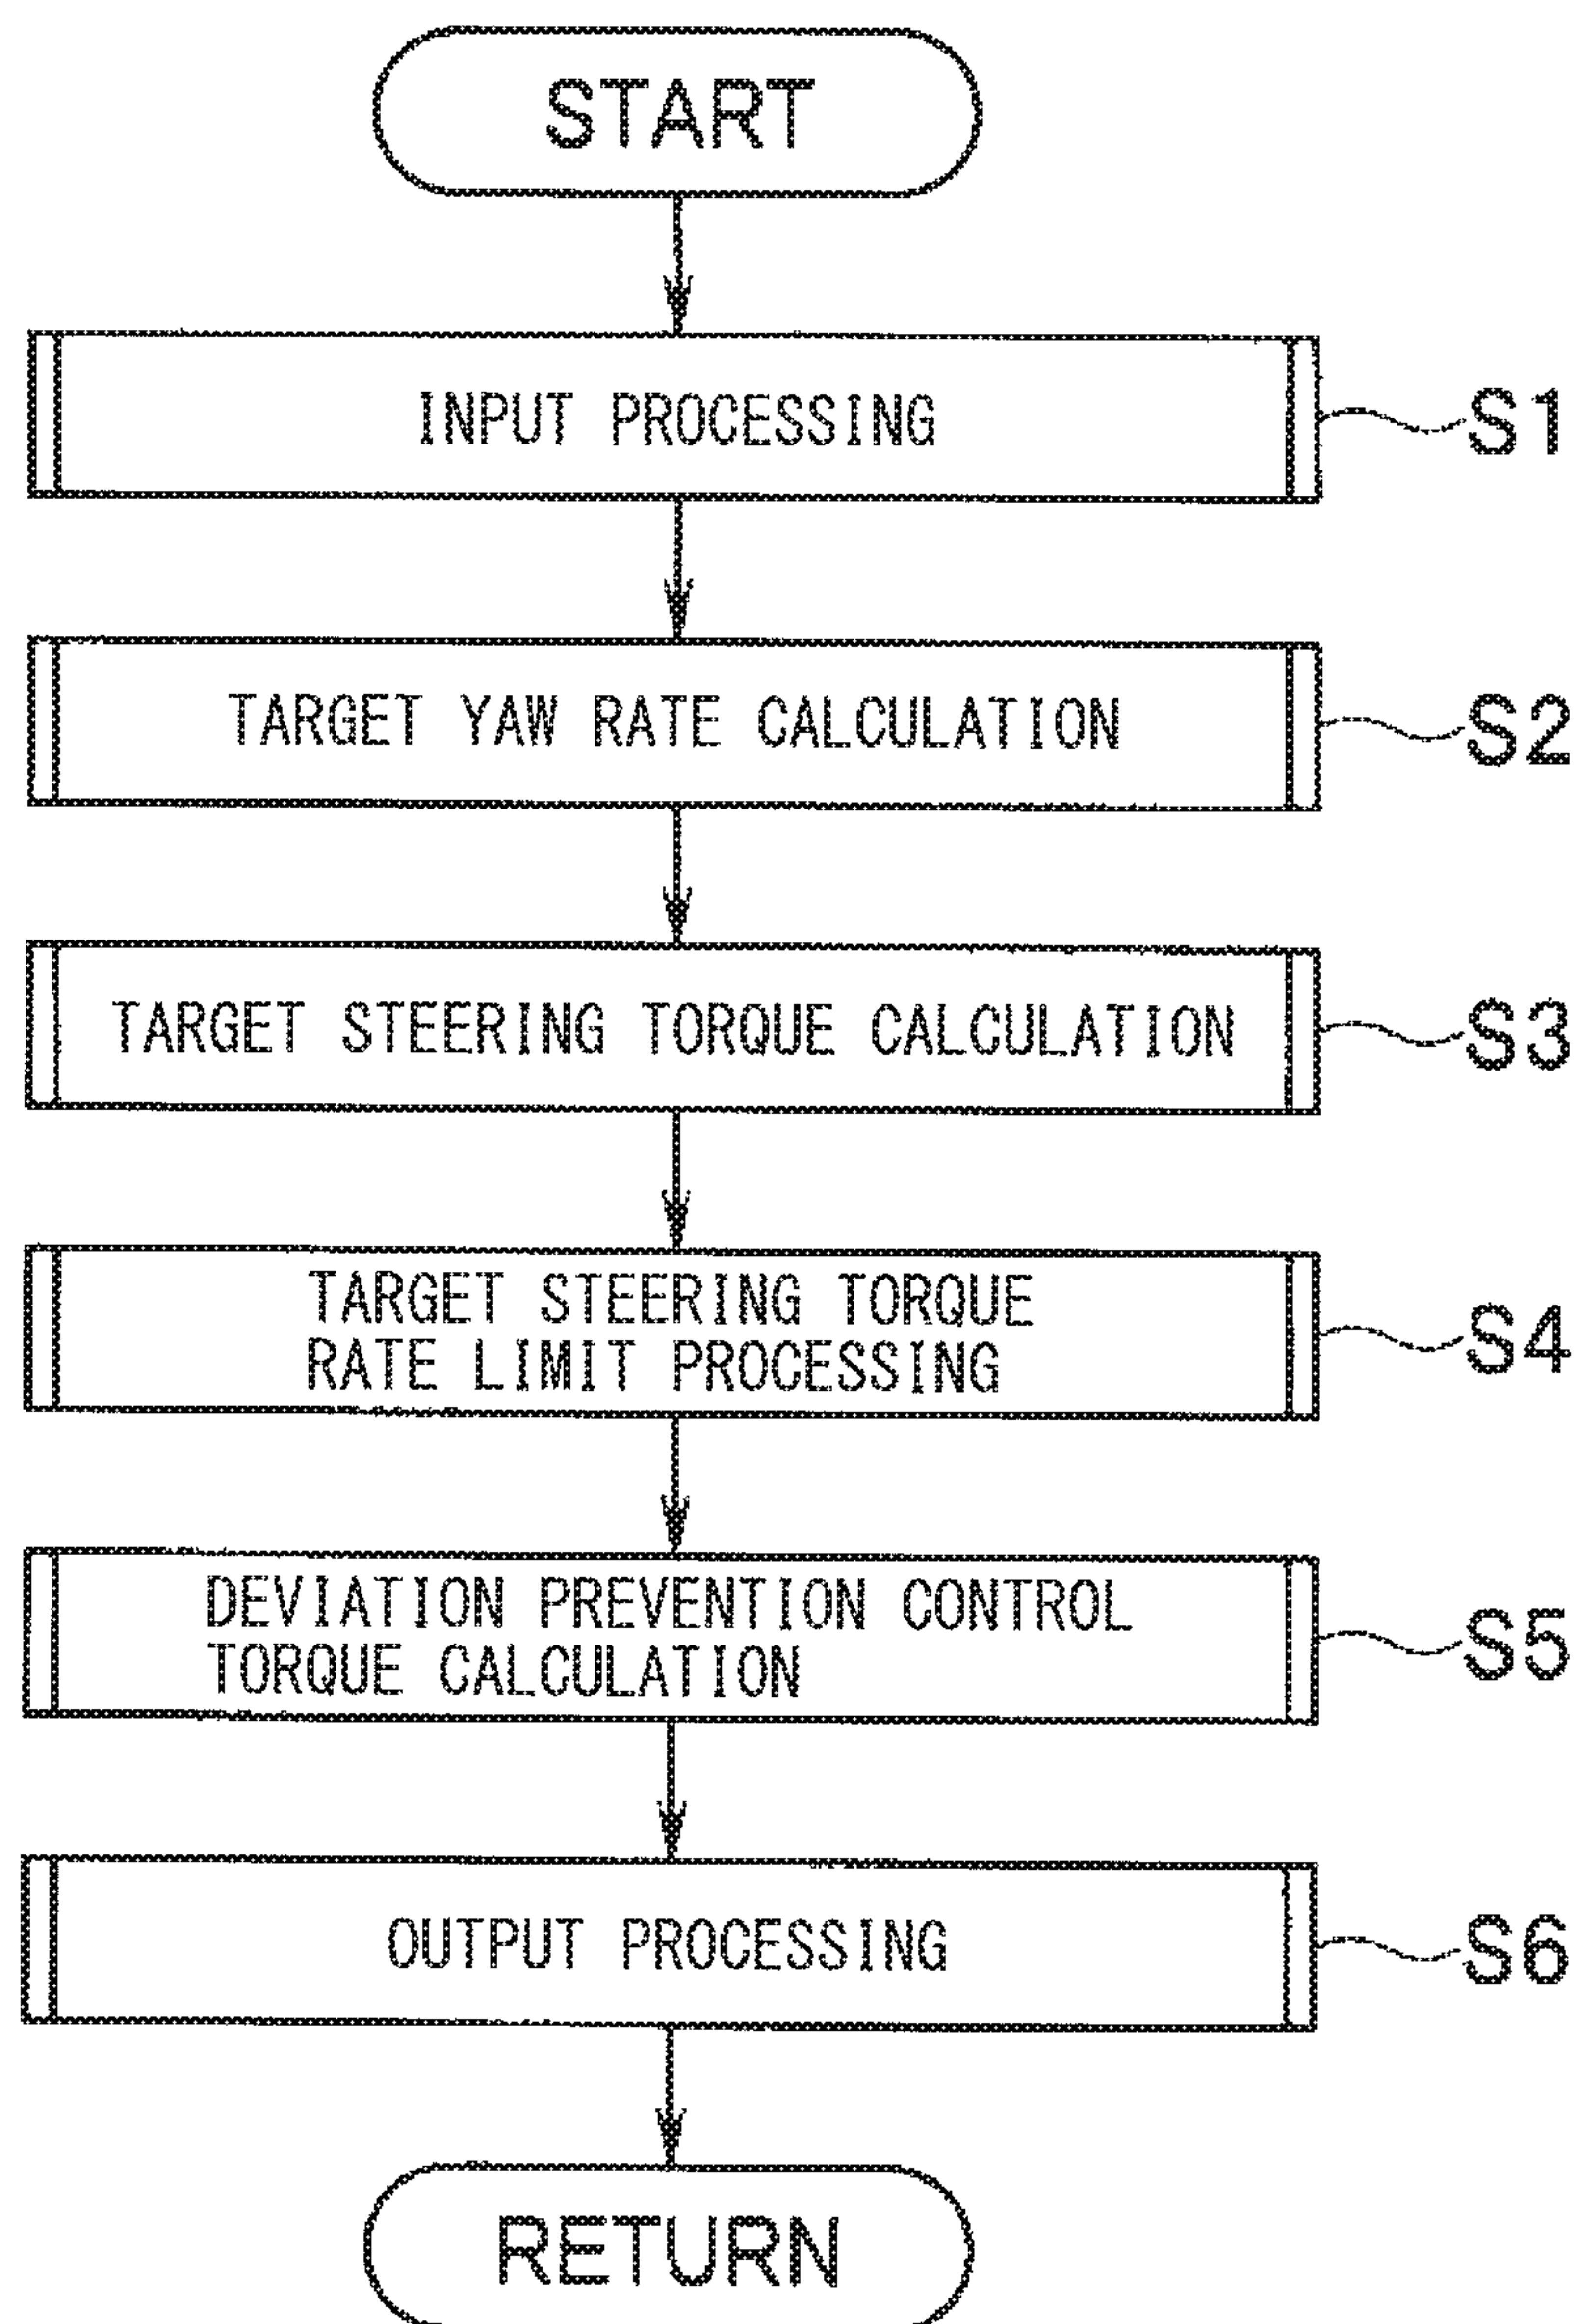 START
INPUT PROCESSING
S1
TARGET YAW RATE CALCULATION
S2
TARGET STEERING TORQUE CALCULATION
S3
TARGET STEERING TORQUE
RATE LIMIT PROCESSING
S4
DEVIATION PREVENTION CONTROL
TORQUE CALCULATION
S5
OUTPUT PROCESSING
S6
RETURN